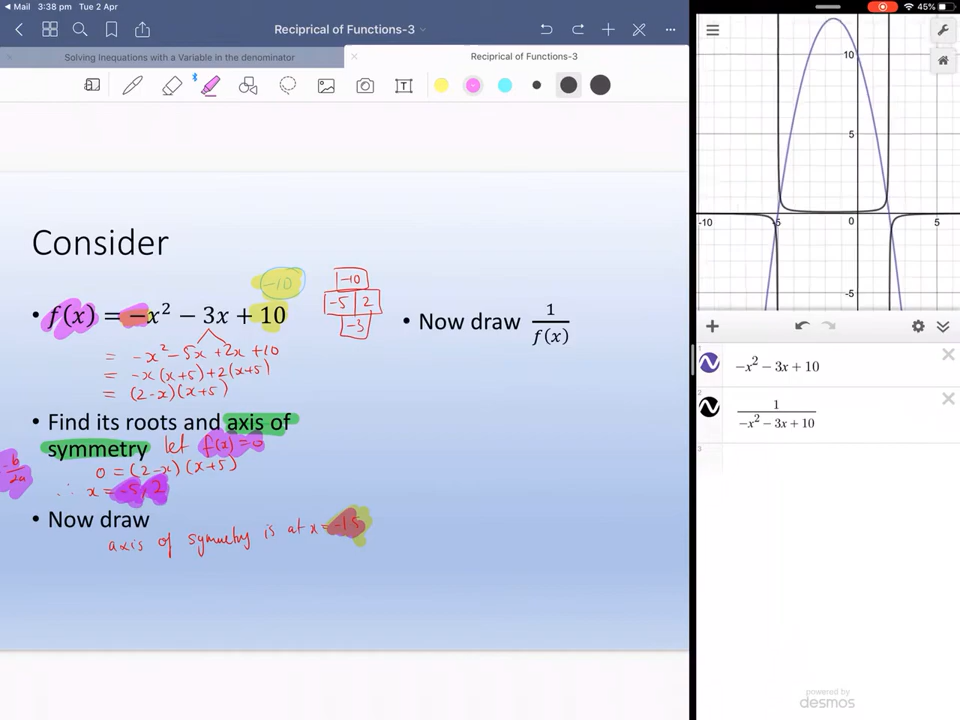 Mail 3:38 pm Tue 2 Apr
45%
Reciprical of Functions-3
Solving Inequations with a Variable in the denominator
Reciprical of Functions-3
T
Consider
-10
• f(x) = −x² − 3x + 10
= -x² -5x +2x +10
= -x(x+5)+2(x+5)
= (2-x)(x+5)
-10
-5 2
-3
• Find its roots and axis of
symmetry let f(x)=0
0 = (2-x)(x+5)
-b/2a
∴ x = -5, 2
• Now draw
axis of symmetry is at x = -1.5
• Now draw 1/f(x)
10
5
-10
-5
0
5
-5
1
−x² − 3x + 10
2
1/(−x² − 3x + 10)
3
powered by
desmos